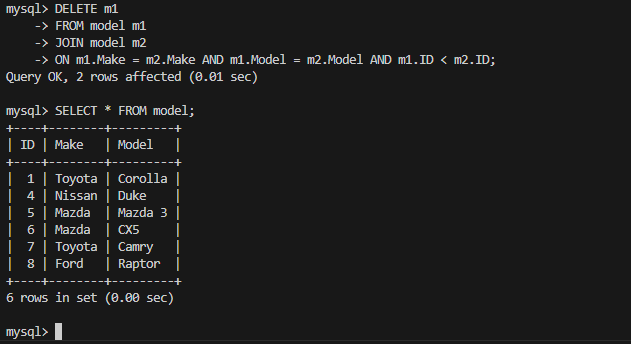 mysql> DELETE m1
    -> FROM model m1
    -> JOIN model m2
    -> ON m1.Make = m2.Make AND m1.Model = m2.Model AND m1.ID < m2.ID;
Query OK, 2 rows affected (0.01 sec)

mysql> SELECT * FROM model;
+----+--------+---------+
| ID | Make   | Model   |
+----+--------+---------+
|  1 | Toyota | Corolla |
|  4 | Nissan | Duke    |
|  5 | Mazda  | Mazda 3 |
|  6 | Mazda  | CX5     |
|  7 | Toyota | Camry   |
|  8 | Ford   | Raptor  |
+----+--------+---------+
6 rows in set (0.00 sec)

mysql>